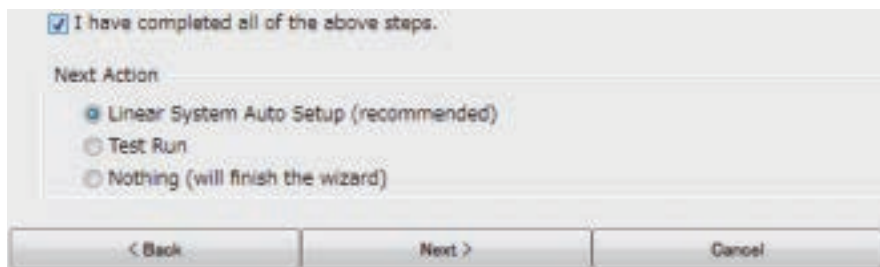 I have completed all of the above steps.
Next Action
Linear System Auto Setup (recommended)
Test Run
Nothing (will finish the wizard)
< Back Next > Cancel